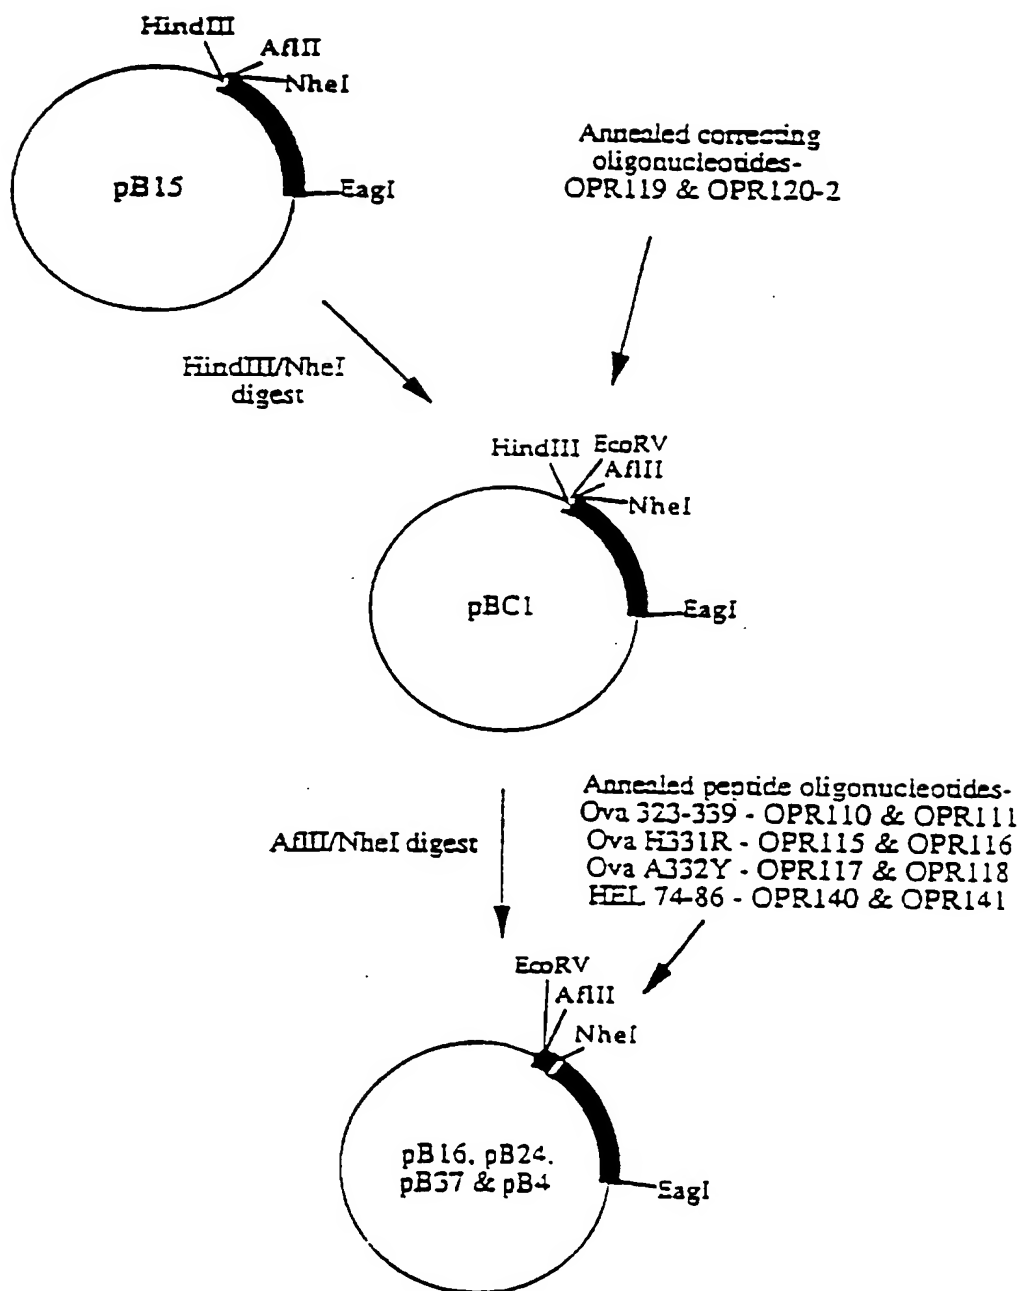 HindIII
AflII
NheI
pB15
EagI
Annealed correcting
oligonucleotides-
OPR119 & OPR120-2
HindIII/NheI
digest
HindIII
EcoRV
AflII
NheI
pBC1
EagI
AflII/NheI digest
Annealed peptide oligonucleotides-
Ova 323-339 - OPR110 & OPR111
Ova H331R - OPR115 & OPR116
Ova A332Y - OPR117 & OPR118
HEL 74-86 - OPR140 & OPR141
EcoRV
AflII
NheI
pB16, pB24,
pB37 & pB4
EagI